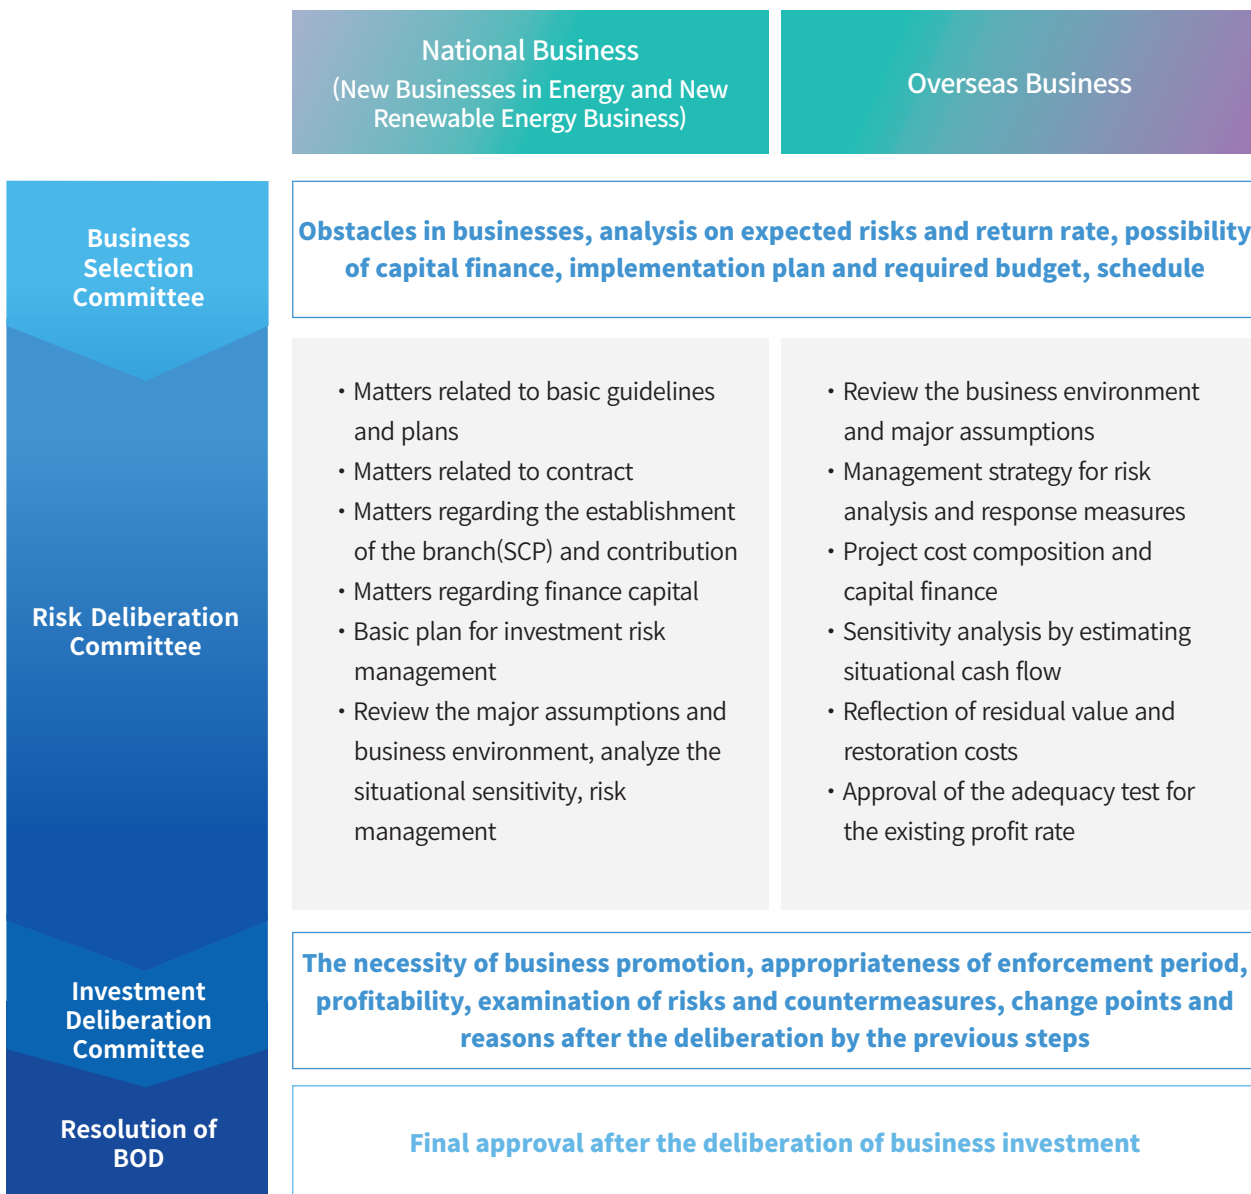 National Business
(New Businesses in Energy and New
Renewable Energy Business)
Overseas Business
Business
Selection
Committee
Obstacles in businesses, analysis on expected risks and return rate, possibility
of capital finance, implementation plan and required budget, schedule
Risk Deliberation
Committee
・Matters related to basic guidelines
and plans
・Matters related to contract
・Matters regarding the establishment
of the branch(SCP) and contribution
・Matters regarding finance capital
・Basic plan for investment risk
management
・Review the major assumptions and
business environment, analyze the
situational sensitivity, risk
management
・Review the business environment
and major assumptions
・Management strategy for risk
analysis and response measures
・Project cost composition and
capital finance
・Sensitivity analysis by estimating
situational cash flow
・Reflection of residual value and
restoration costs
・Approval of the adequacy test for
the existing profit rate
Investment
Deliberation
Committee
The necessity of business promotion, appropriateness of enforcement period,
profitability, examination of risks and countermeasures, change points and
reasons after the deliberation by the previous steps
Resolution of
BOD
Final approval after the deliberation of business investment